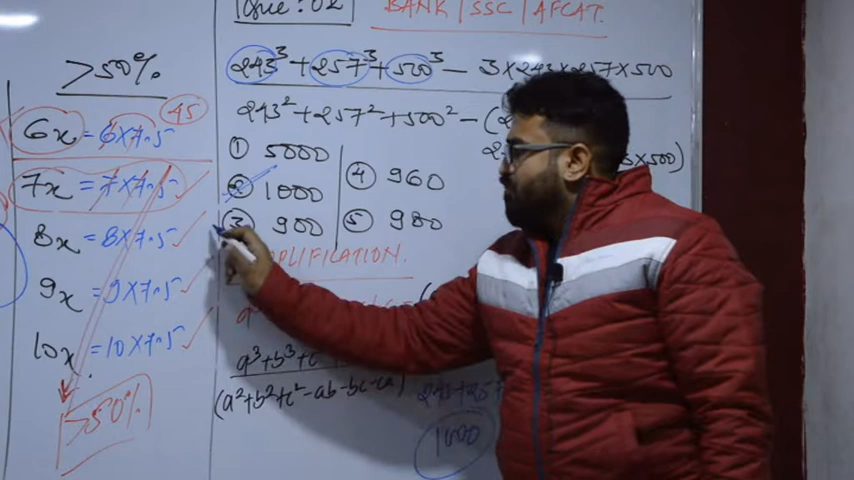 Que: 02
BANK | SSC | AFCAT.
>50%
243³ + 257³ + 500³ - 3×243×257×500
243² + 257² + 500² - (2
×500)
① 5000
④ 960
② 1000
③ 900
⑤ 980
45
6x = 6×7.5
7x = 7×7.5
8x = 8×7.5
9x = 9×7.5
10x = 10×7.5
>50%
PLIFICATION.
a³ + b³ + c
(a² + b² + c² - ab - bc - ca)
243 + 257
1000